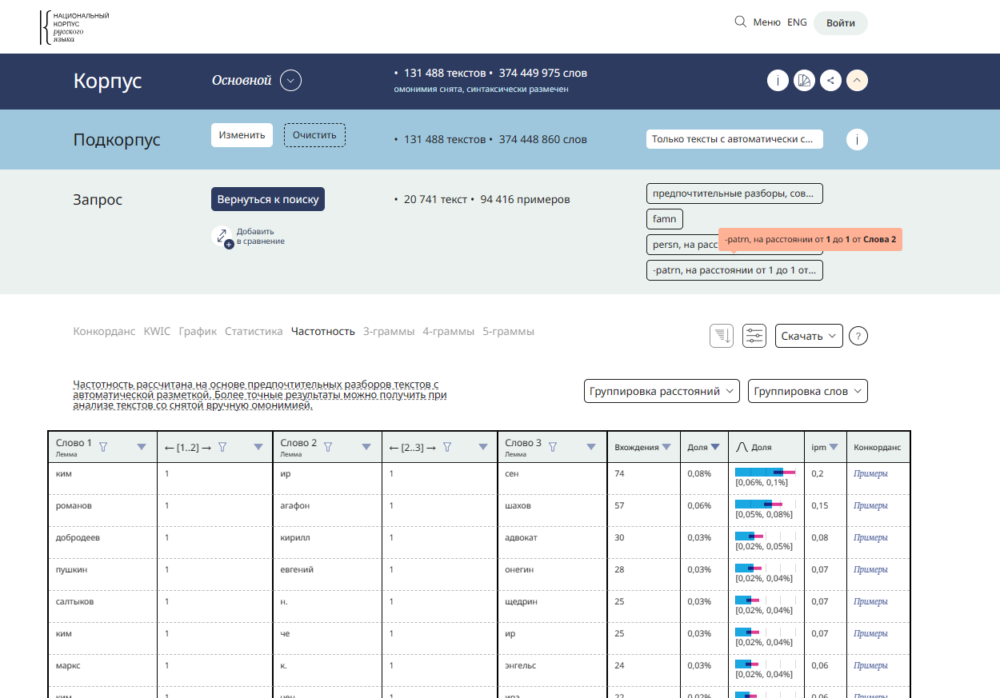 НАЦИОНАЛЬНЫЙ
КОРПУС
русского
языка
Меню ENG Войти
Корпус Основной • 131 488 текстов • 374 449 975 слов
омонимия снята, синтаксически размечен
Подкорпус Изменить Очистить • 131 488 текстов • 374 448 860 слов Только тексты с автоматически с... i
Запрос Вернуться к поиску • 20 741 текст • 94 416 примеров
предпочтительные разборы, сов...
famn
Добавить
в сравнение
persn, на расс
-patrn, на расстоянии от 1 до 1 от Слова 2
-patrn, на расстоянии от 1 до 1 от...
Конкорданс KWIC График Статистика Частотность 3-граммы 4-граммы 5-граммы Скачать ?
Частотность рассчитана на основе предпочтительных разборов текстов с
автоматической разметкой. Более точные результаты можно получить при
анализе текстов со снятой вручную омонимией.
Группировка расстояний Группировка слов
Слово 1 Лемма ← [1..2] → Слово 2 Лемма ← [2..3] → Слово 3 Лемма Вхождения Доля Доля ipm Конкорданс
ким 1 ир 1 сен 74 0,08% [0,06%, 0,1%] 0,2 Примеры
романов 1 агафон 1 шахов 57 0,06% [0,05%, 0,08%] 0,15 Примеры
добродеев 1 кирилл 1 адвокат 30 0,03% [0,02%, 0,05%] 0,08 Примеры
пушкин 1 евгений 1 онегин 28 0,03% [0,02%, 0,04%] 0,07 Примеры
салтыков 1 н. 1 щедрин 25 0,03% [0,02%, 0,04%] 0,07 Примеры
ким 1 че 1 ир 25 0,03% [0,02%, 0,04%] 0,07 Примеры
маркс 1 к. 1 энгельс 24 0,03% [0,02%, 0,04%] 0,06 Примеры
ким 1 1 22 0,02% 0,06 Примеры